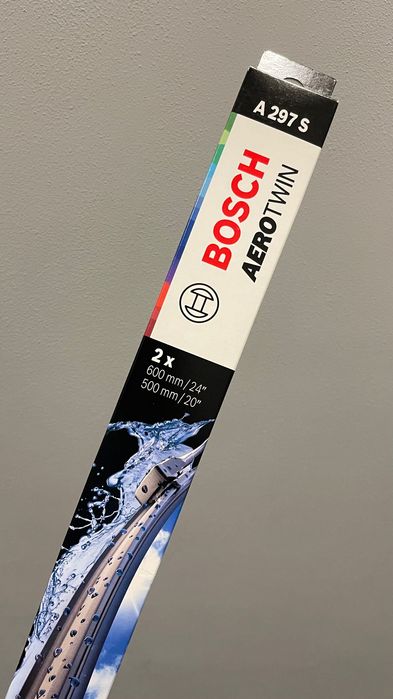 A 297 S
BOSCH
AEROTWIN
2 x
600 mm / 24"
500 mm / 20"